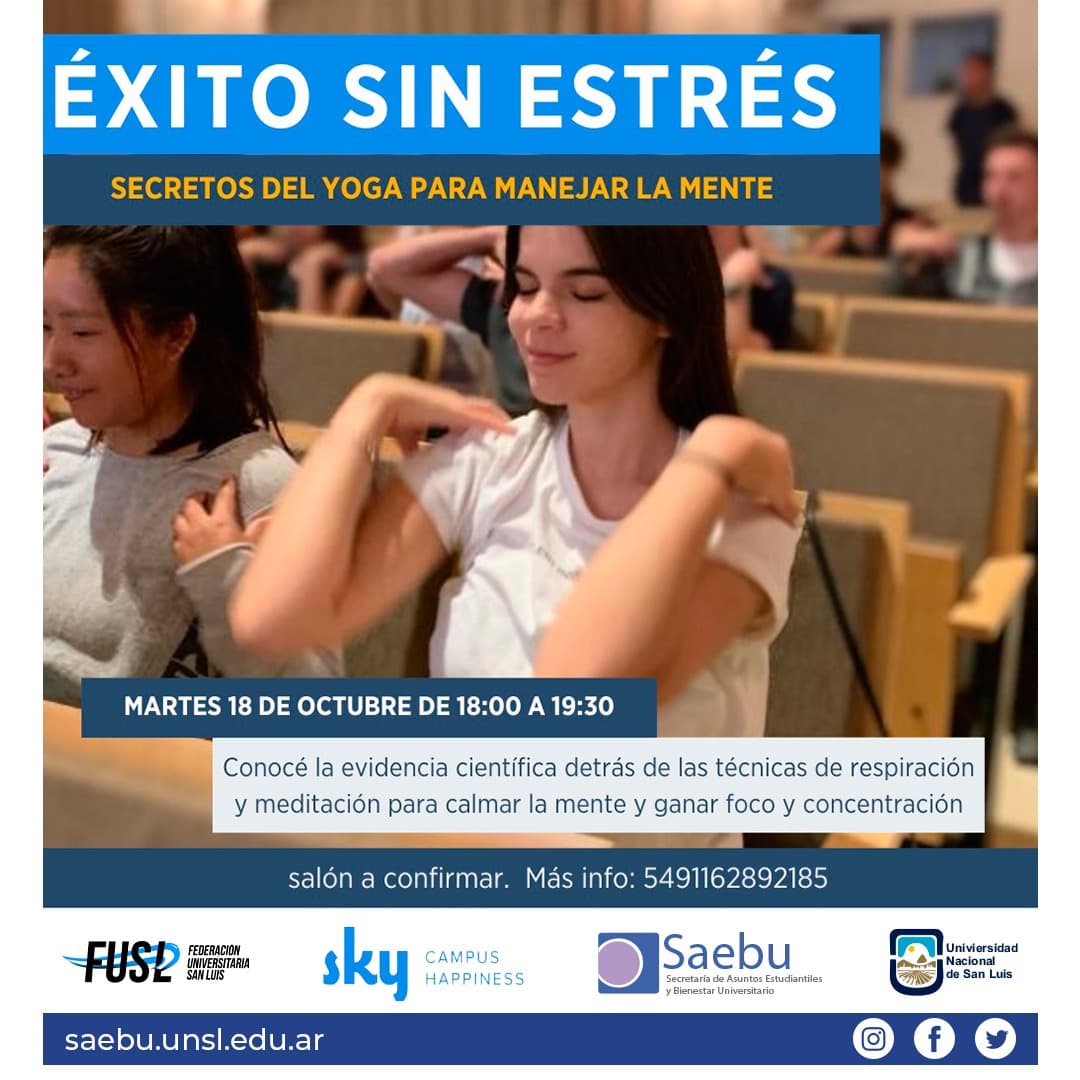 ÉXITO SIN ESTRÉS
SECRETOS DEL YOGA PARA MANEJAR LA MENTE
MARTES 18 DE OCTUBRE DE 18:00 A 19:30
Conocé la evidencia científica detrás de las técnicas de respiración
y meditación para calmar la mente y ganar foco y concentración
salón a confirmar. Más info: 5491162892185
FUSL
FEDERACIÓN
UNIVERSITARIA
SAN LUIS
sky
CAMPUS
HAPPINESS
Saebu
Secretaría de Asuntos Estudiantiles
y Bienestar Universitario
Univiersidad
Nacional
de San Luis
saebu.unsl.edu.ar